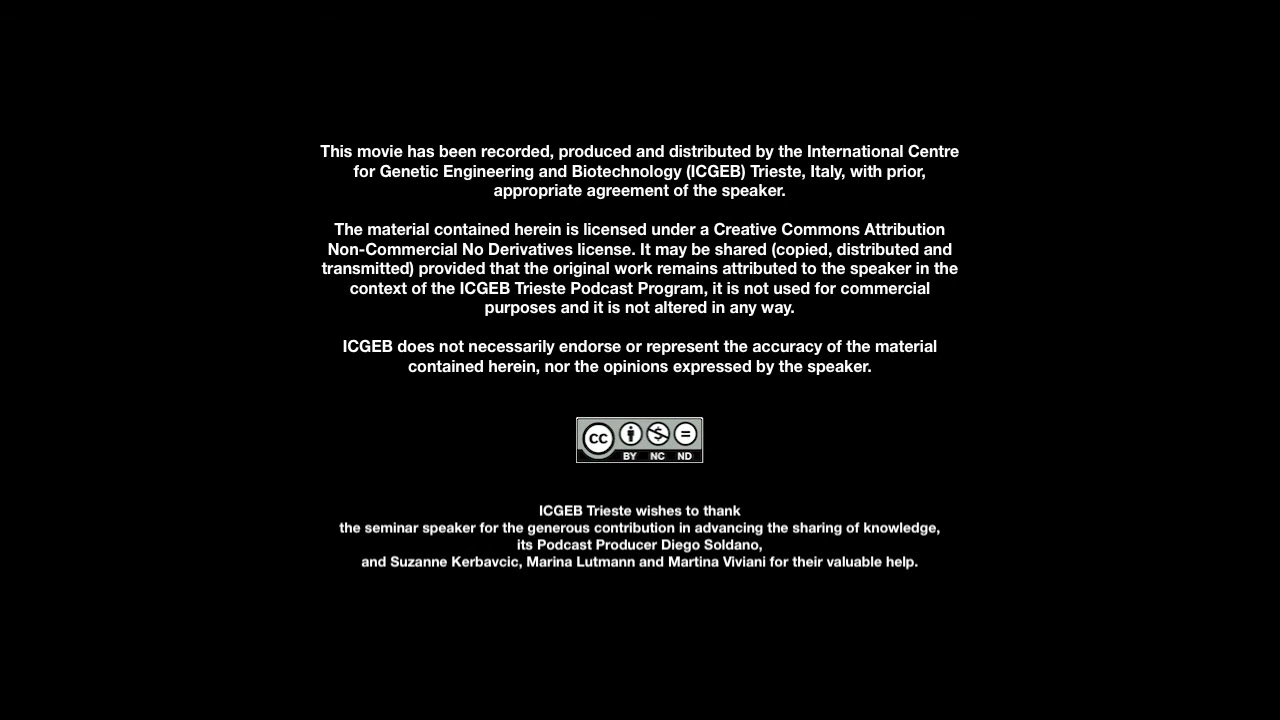 This movie has been recorded, produced and distributed by the International Centre
for Genetic Engineering and Biotechnology (ICGEB) Trieste, Italy, with prior,
appropriate agreement of the speaker.
The material contained herein is licensed under a Creative Commons Attribution
Non-Commercial No Derivatives license. It may be shared (copied, distributed and
transmitted) provided that the original work remains attributed to the speaker in the
context of the ICGEB Trieste Podcast Program, it is not used for commercial
purposes and it is not altered in any way.
ICGEB does not necessarily endorse or represent the accuracy of the material
contained herein, nor the opinions expressed by the speaker.
CC BY NC ND
ICGEB Trieste wishes to thank
the seminar speaker for the generous contribution in advancing the sharing of knowledge,
its Podcast Producer Diego Soldano,
and Suzanne Kerbavcic, Marina Lutmann and Martina Viviani for their valuable help.